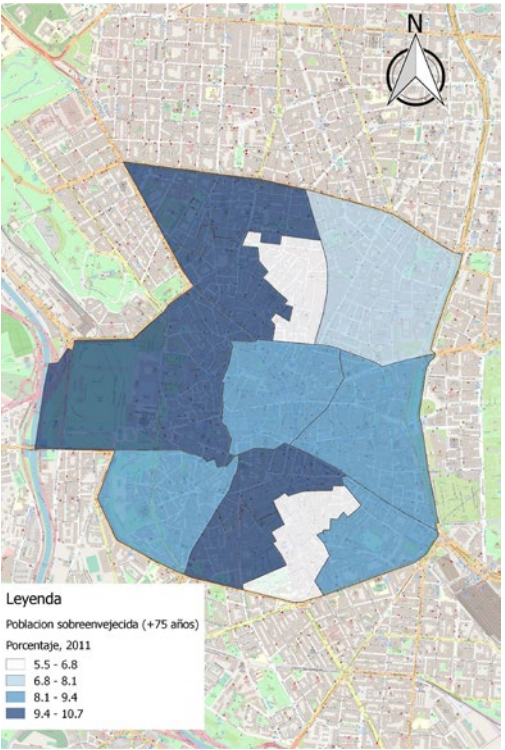 N
Leyenda
Poblacion sobreenvejecida (+75 años)
Porcentaje, 2011
5.5 - 6.8
6.8 - 8.1
8.1 - 9.4
9.4 - 10.7